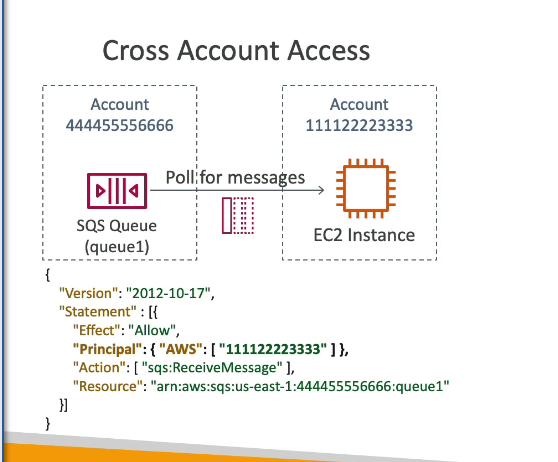 Cross Account Access
Account
444455556666
Account
111122223333
Poll for messages
SQS Queue
(queue1)
EC2 Instance
{
"Version": "2012-10-17",
"Statement" : [{
"Effect": "Allow",
"Principal": { "AWS": [ "111122223333" ] },
"Action": [ "sqs:ReceiveMessage" ],
"Resource": "arn:aws:sqs:us-east-1:444455556666:queue1"
}]
}